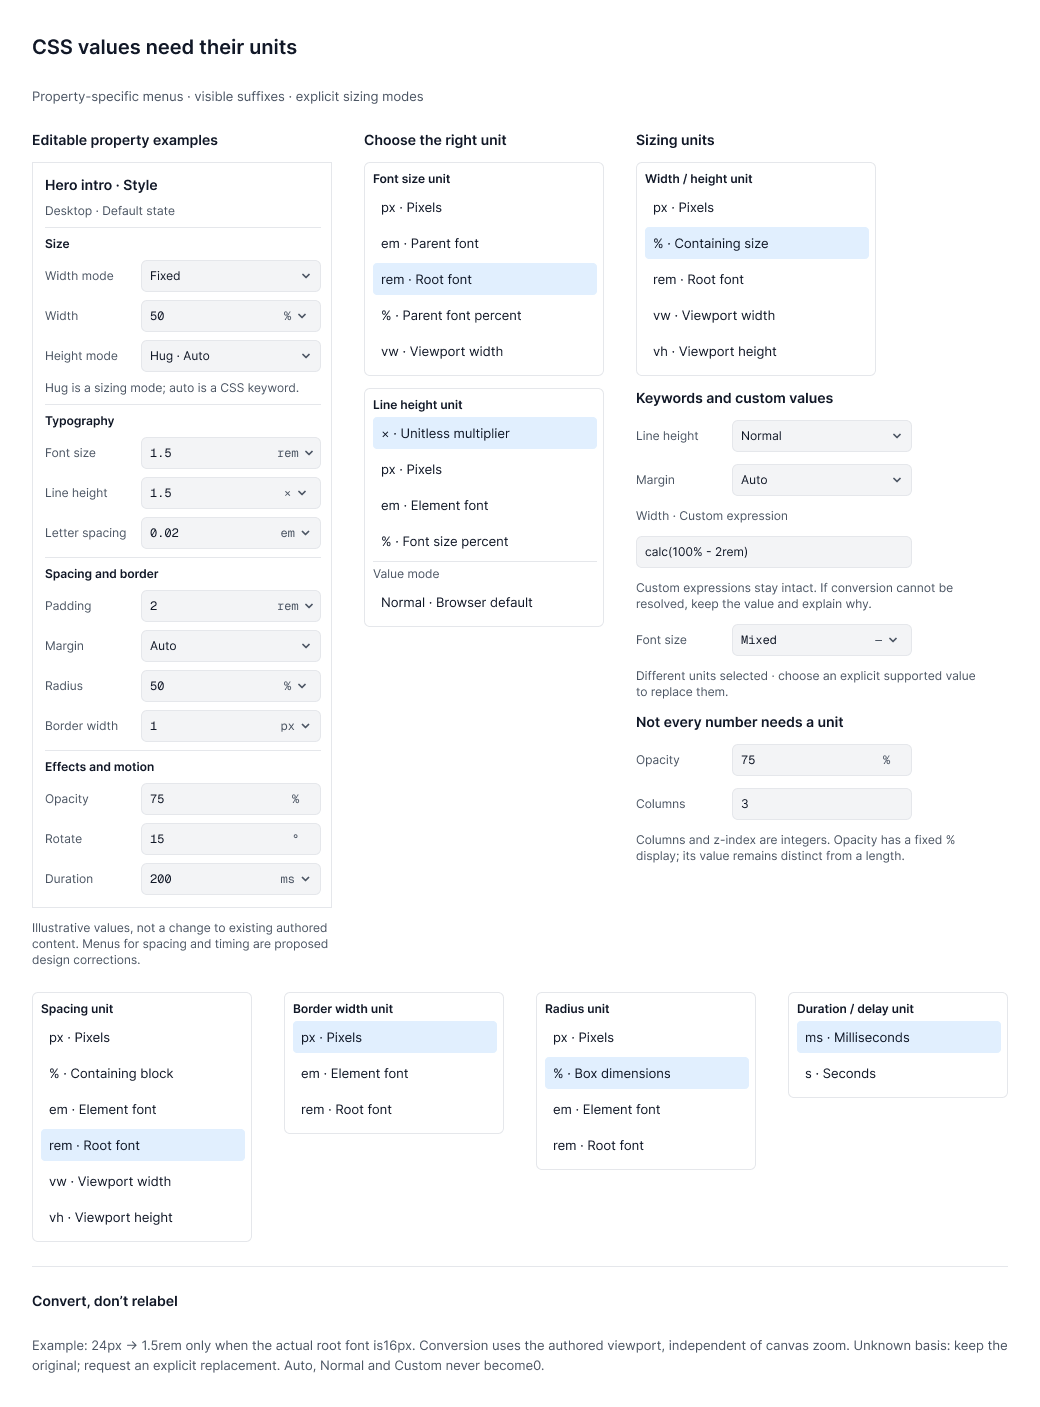 CSS values need their units
Property-specific menus · visible suffixes · explicit sizing modes
Editable property examples
Hero intro · Style
Desktop · Default state
Size
Width mode Fixed
Width 50 %
Height mode Hug · Auto
Hug is a sizing mode; auto is a CSS keyword.
Typography
Font size 1.5 rem
Line height 1.5 ×
Letter spacing 0.02 em
Spacing and border
Padding 2 rem
Margin Auto
Radius 50 %
Border width 1 px
Effects and motion
Opacity 75 %
Rotate 15 °
Duration 200 ms
Illustrative values, not a change to existing authored
content. Menus for spacing and timing are proposed
design corrections.
Choose the right unit
Font size unit
px · Pixels
em · Parent font
rem · Root font
% · Parent font percent
vw · Viewport width
Line height unit
× · Unitless multiplier
px · Pixels
em · Element font
% · Font size percent
Value mode
Normal · Browser default
Sizing units
Width / height unit
px · Pixels
% · Containing size
rem · Root font
vw · Viewport width
vh · Viewport height
Keywords and custom values
Line height Normal
Margin Auto
Width · Custom expression
calc(100% - 2rem)
Custom expressions stay intact. If conversion cannot be
resolved, keep the value and explain why.
Font size Mixed —
Different units selected · choose an explicit supported value
to replace them.
Not every number needs a unit
Opacity 75 %
Columns 3
Columns and z-index are integers. Opacity has a fixed %
display; its value remains distinct from a length.
Spacing unit
px · Pixels
% · Containing block
em · Element font
rem · Root font
vw · Viewport width
vh · Viewport height
Border width unit
px · Pixels
em · Element font
rem · Root font
Radius unit
px · Pixels
% · Box dimensions
em · Element font
rem · Root font
Duration / delay unit
ms · Milliseconds
s · Seconds
Convert, don’t relabel
Example: 24px → 1.5rem only when the actual root font is16px. Conversion uses the authored viewport, independent of canvas zoom. Unknown basis: keep the
original; request an explicit replacement. Auto, Normal and Custom never become0.